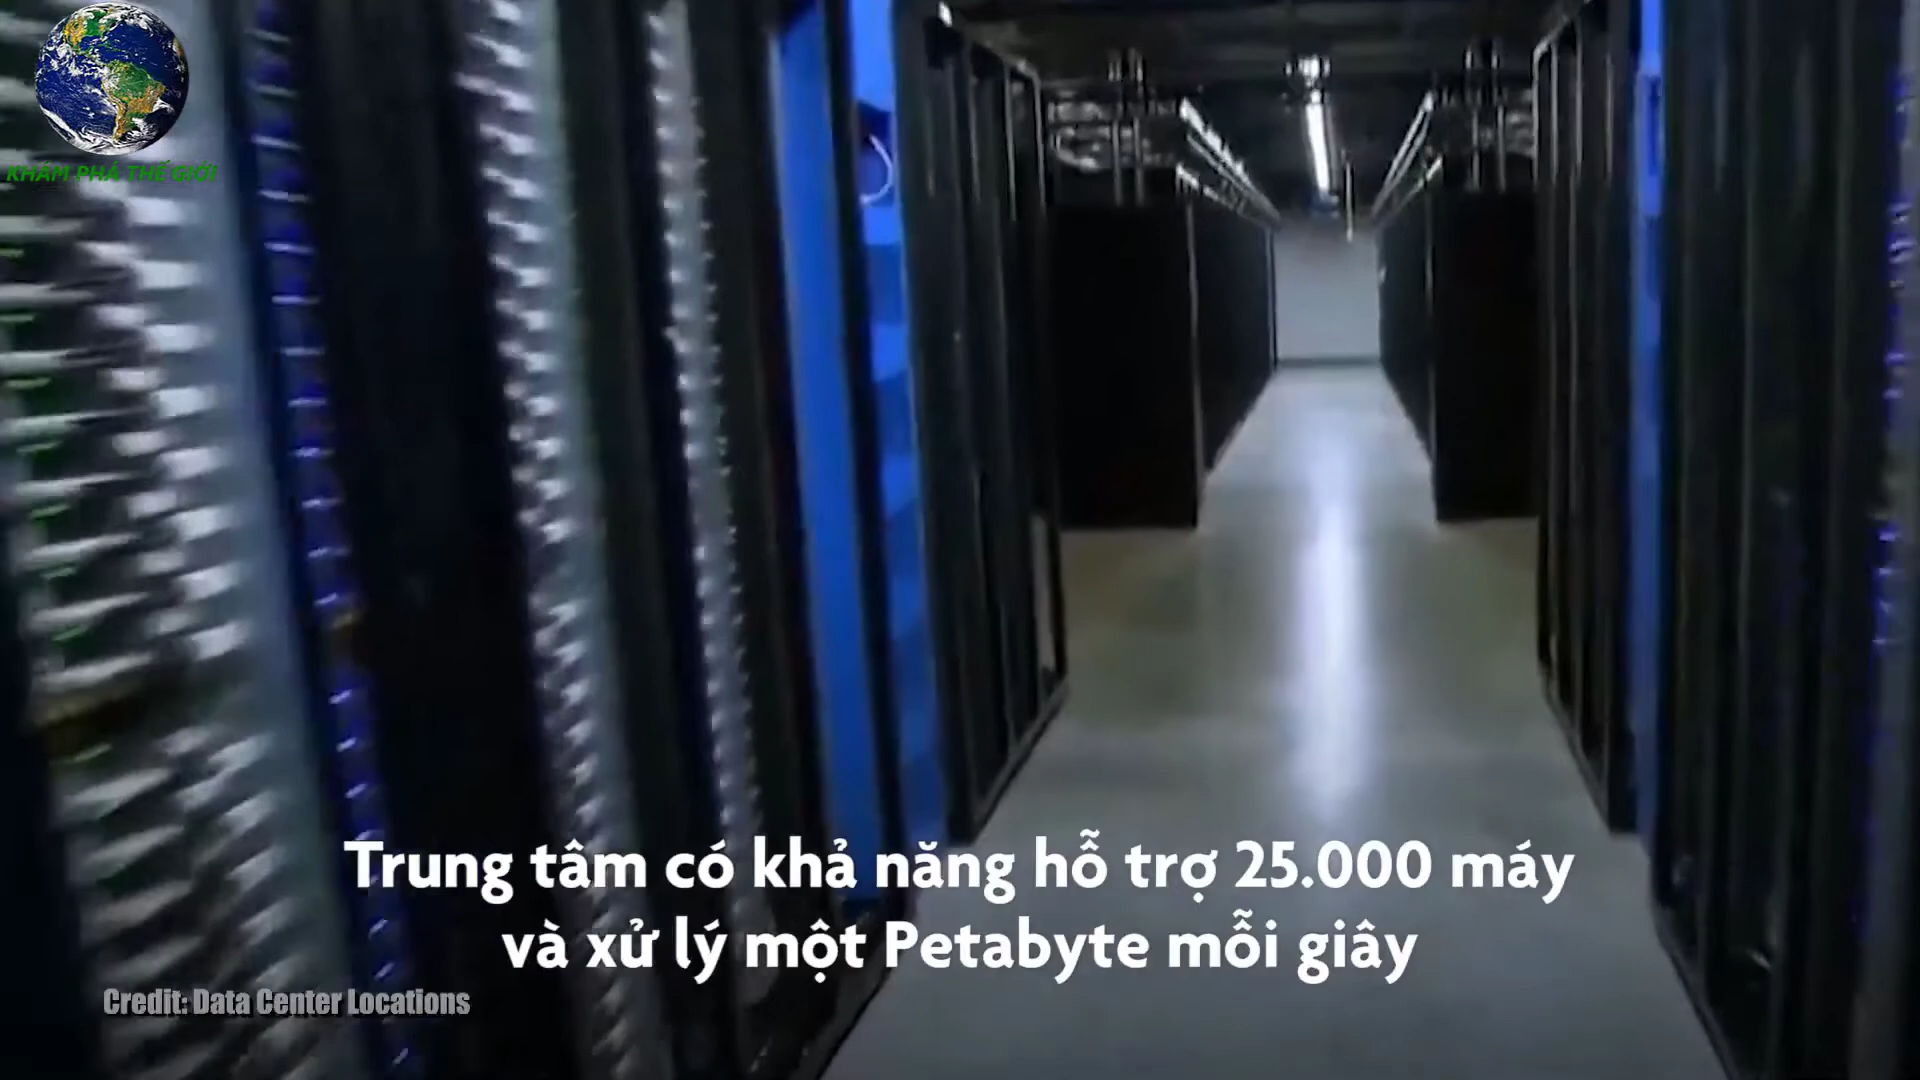 KHÁM PHÁ THẾ GIỚI
Trung tâm có khả năng hỗ trợ 25.000 máy
và xử lý một Petabyte mỗi giây
Credit: Data Center Locations